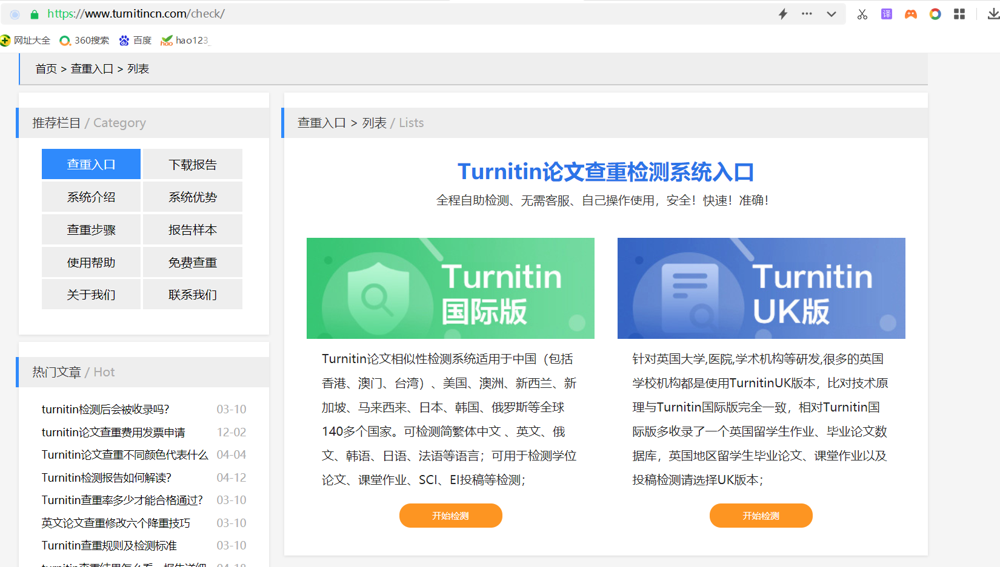 https://www.turnitincn.com/check/
译
网址大全 360搜索 百度 hao123_
首页 > 查重入口 > 列表
推荐栏目 / Category
查重入口 下载报告
系统介绍 系统优势
查重步骤 报告样本
使用帮助 免费查重
关于我们 联系我们
热门文章 / Hot
turnitin检测后会被收录吗? 03-10
turnitin论文查重费用发票申请 12-02
Turnitin论文查重不同颜色代表什么 04-04
Turnitin检测报告如何解读? 04-12
Turnitin查重率多少才能合格通过? 03-10
英文论文查重修改六个降重技巧 03-10
Turnitin查重规则及检测标准 03-10
查重入口 > 列表 / Lists
Turnitin论文查重检测系统入口
全程自助检测、无需客服、自己操作使用，安全！快速！准确！
Turnitin
国际版
Turnitin论文相似性检测系统适用于中国（包括
香港、澳门、台湾）、美国、澳洲、新西兰、新
加坡、马来西来、日本、韩国、俄罗斯等全球
140多个国家。可检测简繁体中文 、英文、俄
文、韩语、日语、法语等语言；可用于检测学位
论文、课堂作业、SCI、EI投稿等检测；
开始检测
Turnitin
UK版
针对英国大学,医院,学术机构等研发,很多的英国
学校机构都是使用TurnitinUK版本，比对技术原
理与Turnitin国际版完全一致，相对Turnitin国
际版多收录了一个英国留学生作业、毕业论文数
据库，英国地区留学生毕业论文、课堂作业以及
投稿检测请选择UK版本；
开始检测